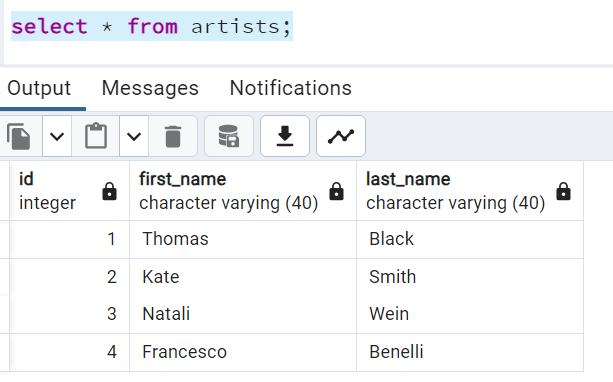 select * from artists;
Output Messages Notifications
id first_name last_name
integer character varying (40) character varying (40)
1 Thomas Black
2 Kate Smith
3 Natali Wein
4 Francesco Benelli